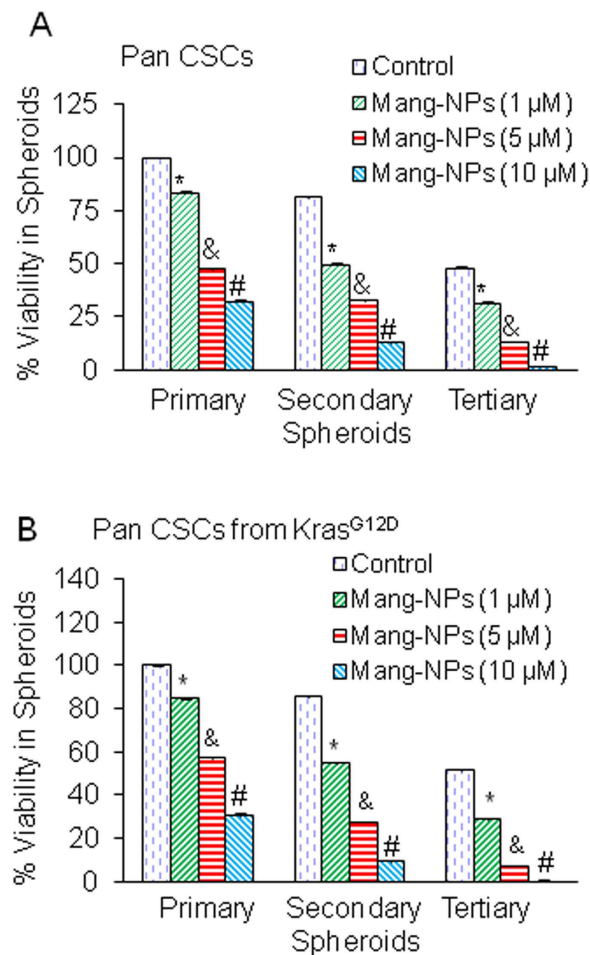 A
Pan CSCs
Control
Mang-NPs (1 µM)
Mang-NPs (5 µM)
Mang-NPs (10 µM)
% Viability in Spheroids
125
100
75
50
25
0
*
&
#
*
&
#
*
&
#
Primary
Secondary
Tertiary
Spheroids
B
Pan CSCs from Kras^G12D
Control
Mang-NPs (1 µM)
Mang-NPs (5 µM)
Mang-NPs (10 µM)
% Viability in Spheroids
140
120
100
80
60
40
20
0
*
&
#
*
&
#
*
&
#
Primary
Secondary
Tertiary
Spheroids